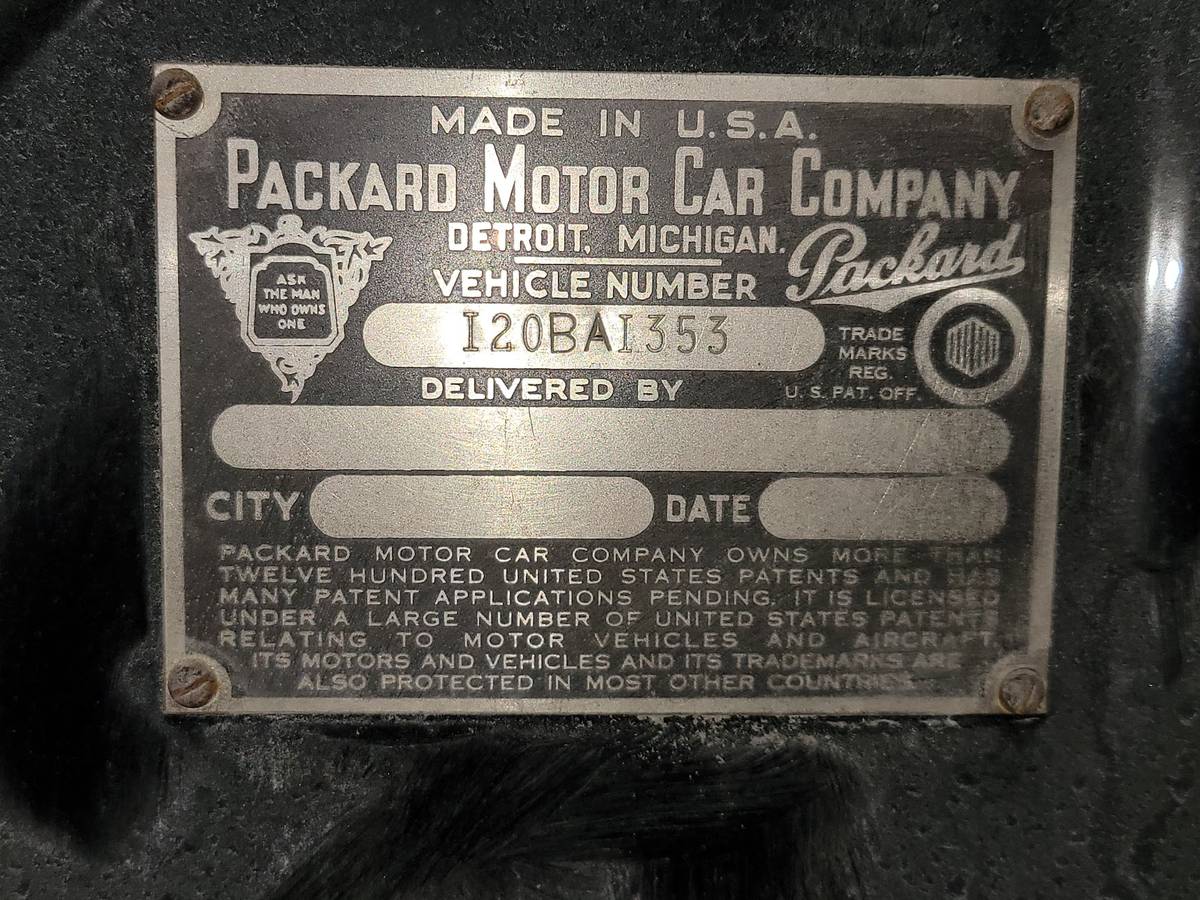 MADE IN U.S.A.
PACKARD MOTOR CAR COMPANY
DETROIT, MICHIGAN.
Packard
ASK
THE MAN
WHO OWNS
ONE
VEHICLE NUMBER
120BA1353
TRADE
MARKS
REG.
U.S. PAT. OFF.
DELIVERED BY
CITY
DATE
PACKARD MOTOR CAR COMPANY OWNS MORE THAN
TWELVE HUNDRED UNITED STATES PATENTS AND HAS
MANY PATENT APPLICATIONS PENDING. IT IS LICENSED
UNDER A LARGE NUMBER OF UNITED STATES PATENTS
RELATING TO MOTOR VEHICLES AND AIRCRAFT.
ITS MOTORS AND VEHICLES AND ITS TRADEMARKS ARE
ALSO PROTECTED IN MOST OTHER COUNTRIES.